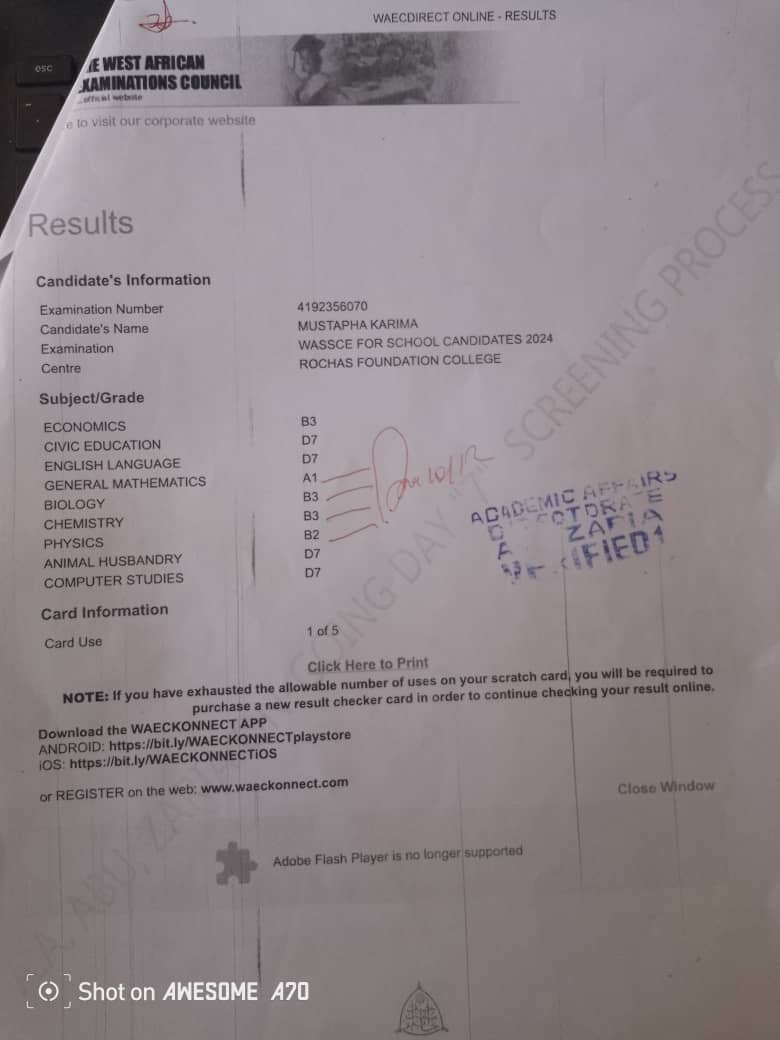 WAECDIRECT ONLINE - RESULTS
esc
E WEST AFRICAN
XAMINATIONS COUNCIL
official website
e to visit our corporate website
Results
Candidate's Information
Examination Number 4192356070
Candidate's Name MUSTAPHA KARIMA
Examination WASSCE FOR SCHOOL CANDIDATES 2024
Centre ROCHAS FOUNDATION COLLEGE
Subject/Grade
ECONOMICS B3
CIVIC EDUCATION D7
ENGLISH LANGUAGE D7
GENERAL MATHEMATICS A1
BIOLOGY B3
CHEMISTRY B3
PHYSICS B2
ANIMAL HUSBANDRY D7
COMPUTER STUDIES D7
ACADEMIC AFFAIRS
ZARIA
Card Information
Card Use 1 of 5
Click Here to Print
NOTE: If you have exhausted the allowable number of uses on your scratch card, you will be required to
purchase a new result checker card in order to continue checking your result online.
Download the WAECKONNECT APP
ANDROID: https://bit.ly/WAECKONNECTplaystore
iOS: https://bit.ly/WAECKONNECTiOS
or REGISTER on the web: www.waeckonnect.com
Close Window
Adobe Flash Player is no longer supported
ABU, GOING DAY SCREENING PROCESS
Shot on AWESOME A70